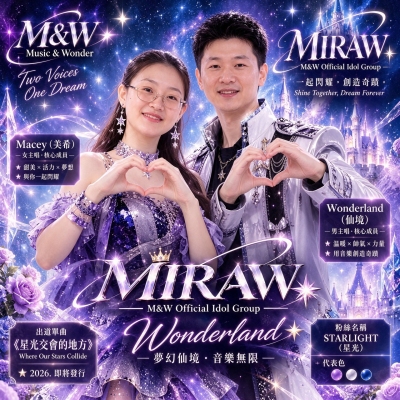 M&W
Music & Wonder
Two Voices
One Dream
MIRAW
M&W Official Idol Group
一起閃耀・創造奇蹟
Shine Together, Dream Forever
Macey(美希)
—女主唱・核心成員—
★ 甜美 × 活力 × 夢想
★ 與你一起閃耀
Wonderland
(仙境)
—男主唱・核心成員—
★ 溫暖 × 帥氣 × 力量
★ 用音樂創造奇蹟
MIRAW
M&W Official Idol Group
Wonderland
— 夢幻仙境・音樂無限 —
出道單曲
《星光交會的地方》
Where Our Stars Collide
★ 2026. 即將發行
粉絲名稱
STARLIGHT
(星光)
代表色